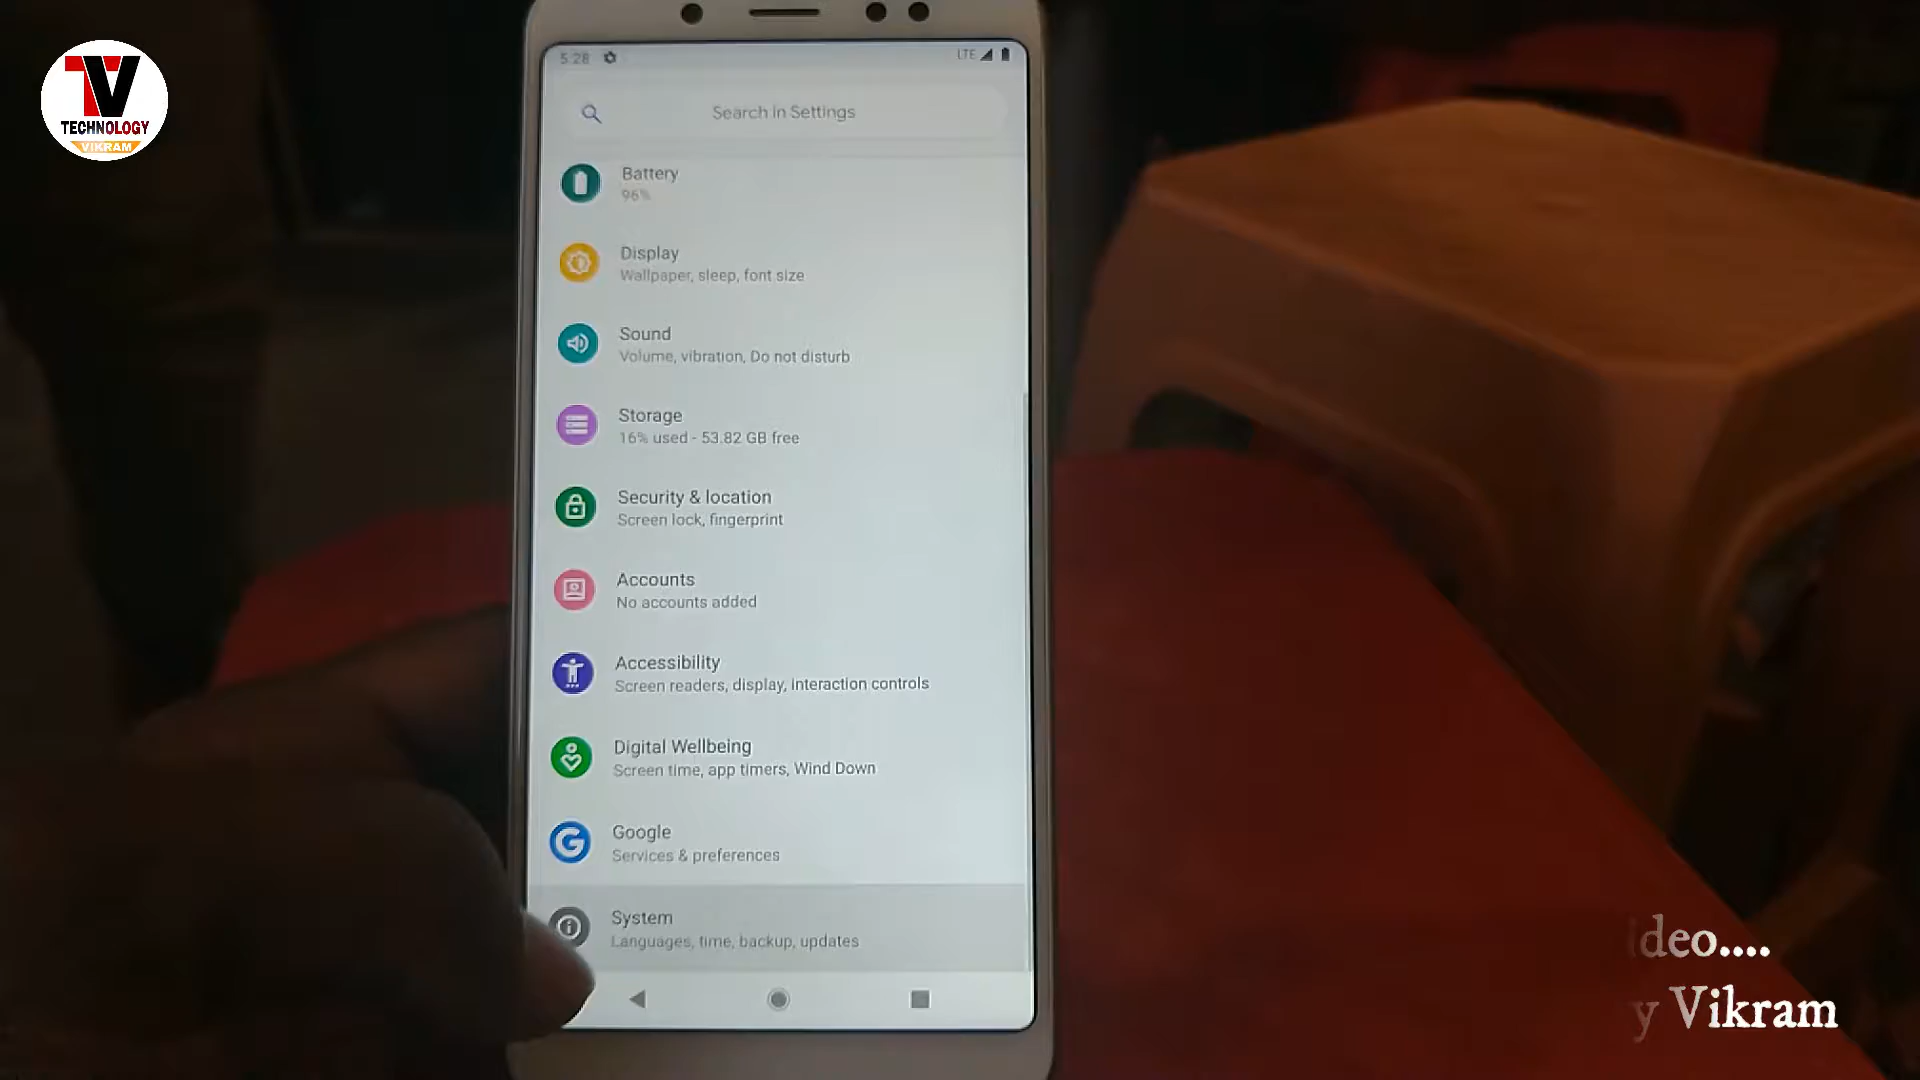 TV
TECHNOLOGY
VIKRAM
5:28
LTE
Search in Settings
Battery
96%
Display
Wallpaper, sleep, font size
Sound
Volume, vibration, Do not disturb
Storage
16% used - 53.82 GB free
Security & location
Screen lock, fingerprint
Accounts
No accounts added
Accessibility
Screen readers, display, interaction controls
Digital Wellbeing
Screen time, app timers, Wind Down
Google
Services & preferences
System
Languages, time, backup, updates
deo....
y Vikram